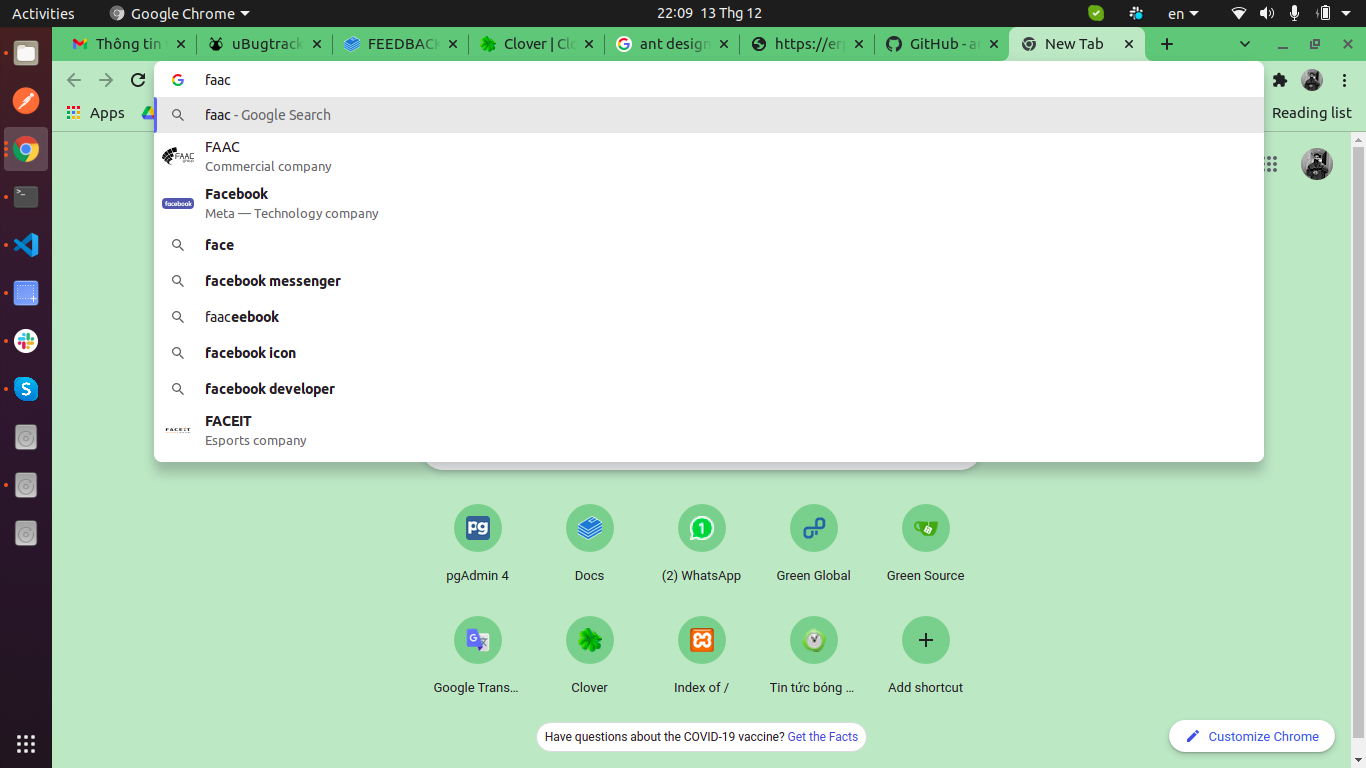 Activities Google Chrome 22:09 13 Thg 12 en
Thông tin uBugtrack FEEDBACK Clover | Clo ant design https://erp GitHub - a New Tab
faac
Apps Reading list
faac - Google Search
FAAC
Commercial company
Facebook
Meta — Technology company
face
facebook messenger
faaceebook
facebook icon
facebook developer
FACEIT
Esports company
pgAdmin 4 Docs (2) WhatsApp Green Global Green Source
Google Trans... Clover Index of / Tin tức bóng ... Add shortcut
Have questions about the COVID-19 vaccine? Get the Facts
Customize Chrome